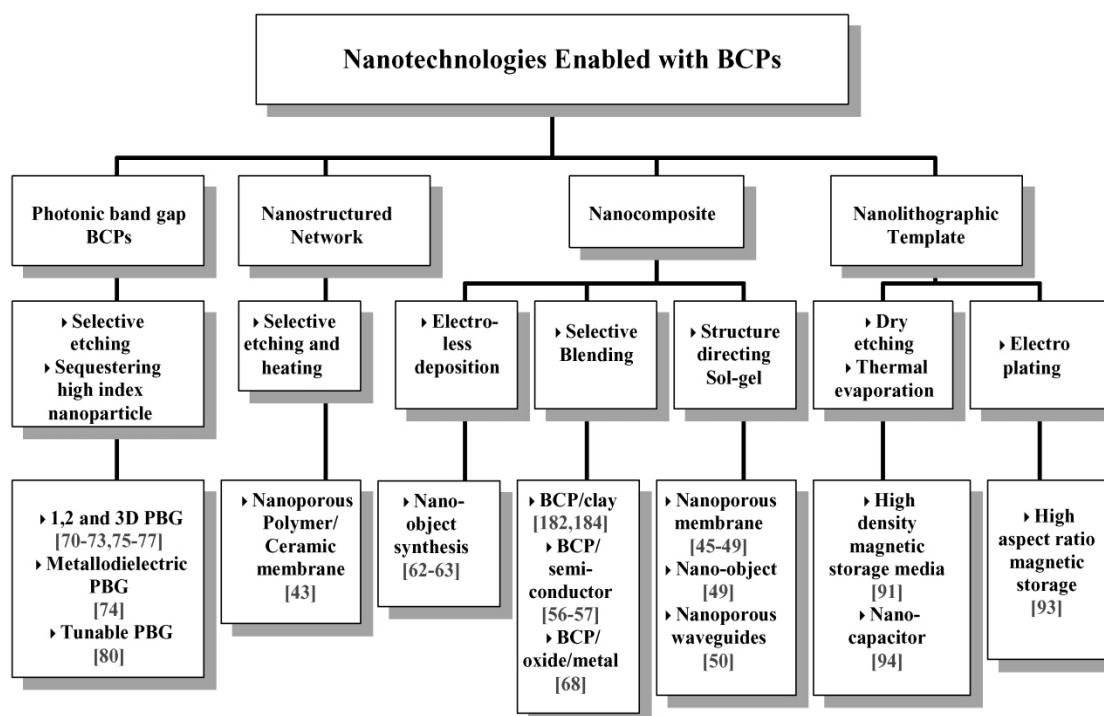 Nanotechnologies Enabled with BCPs
Photonic band gap
BCPs
Nanostructured
Network
Nanocomposite
Nanolithographic
Template
Selective
etching
Sequestering
high index
nanoparticle
Selective
etching and
heating
Electro-
less
deposition
Selective
Blending
Structure
directing
Sol-gel
Dry
etching
Thermal
evaporation
Electro
plating
1,2 and 3D PBG
[70-73,75-77]
Metallodielectric
PBG
[74]
Tunable PBG
[80]
Nanoporous
Polymer/
Ceramic
membrane
[43]
Nano-
object
synthesis
[62-63]
BCP/clay
[182,184]
BCP/
semi-
conductor
[56-57]
BCP/
oxide/metal
[68]
Nanoporous
membrane
[45-49]
Nano-object
[49]
Nanoporous
waveguides
[50]
High
density
magnetic
storage media
[91]
Nano-
capacitor
[94]
High
aspect ratio
magnetic
storage
[93]